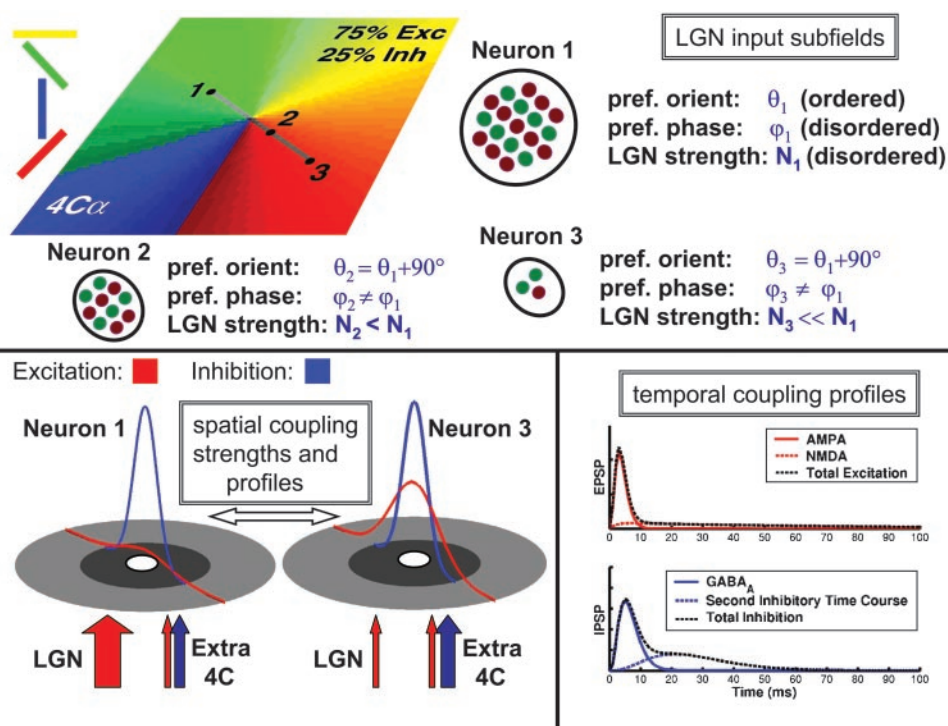 75% Exc
25% Inh
1
2
3
4Cα
Neuron 1
LGN input subfields
pref. orient: θ1 (ordered)
pref. phase: φ1 (disordered)
LGN strength: N1 (disordered)
Neuron 2
pref. orient: θ2 = θ1+90°
pref. phase: φ2 ≠ φ1
LGN strength: N2 < N1
Neuron 3
pref. orient: θ3 = θ1+90°
pref. phase: φ3 ≠ φ1
LGN strength: N3 << N1
Excitation: Inhibition:
Neuron 1
spatial coupling
strengths and
profiles
Neuron 3
LGN
Extra
4C
LGN
Extra
4C
temporal coupling profiles
EPSP
AMPA
NMDA
Total Excitation
0 10 20 30 40 50 60 70 80 90 100
IPSP
GABAA
Second Inhibitory Time Course
Total Inhibition
0 10 20 30 40 50 60 70 80 90 100
Time (ms)